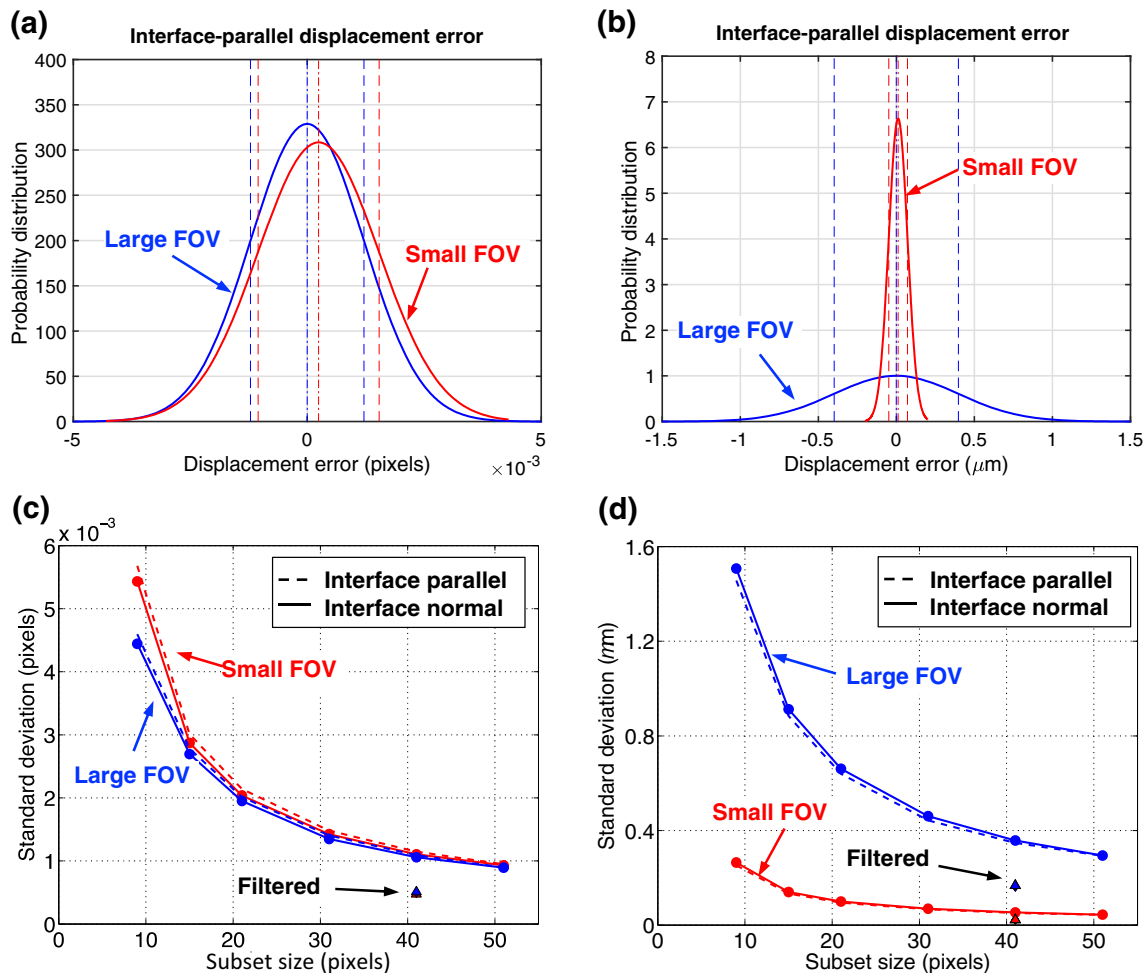 (a)
Interface-parallel displacement error
400
350
300
250
200
150
100
50
0
Probability distribution
Large FOV
Small FOV
-5
0
5
Displacement error (pixels)
×10⁻³
(b)
Interface-parallel displacement error
8
7
6
5
4
3
2
1
0
Probability distribution
Small FOV
Large FOV
-1.5
-1
-0.5
0
0.5
1
1.5
Displacement error (μm)
(c)
x 10⁻³
6
5
4
3
2
1
0
Standard deviation (pixels)
Interface parallel
Interface normal
Small FOV
Large FOV
Filtered
0
10
20
30
40
50
Subset size (pixels)
(d)
1.6
1.2
0.8
0.4
0
Standard deviation (mm)
Interface parallel
Interface normal
Large FOV
Small FOV
Filtered
0
10
20
30
40
50
Subset size (pixels)